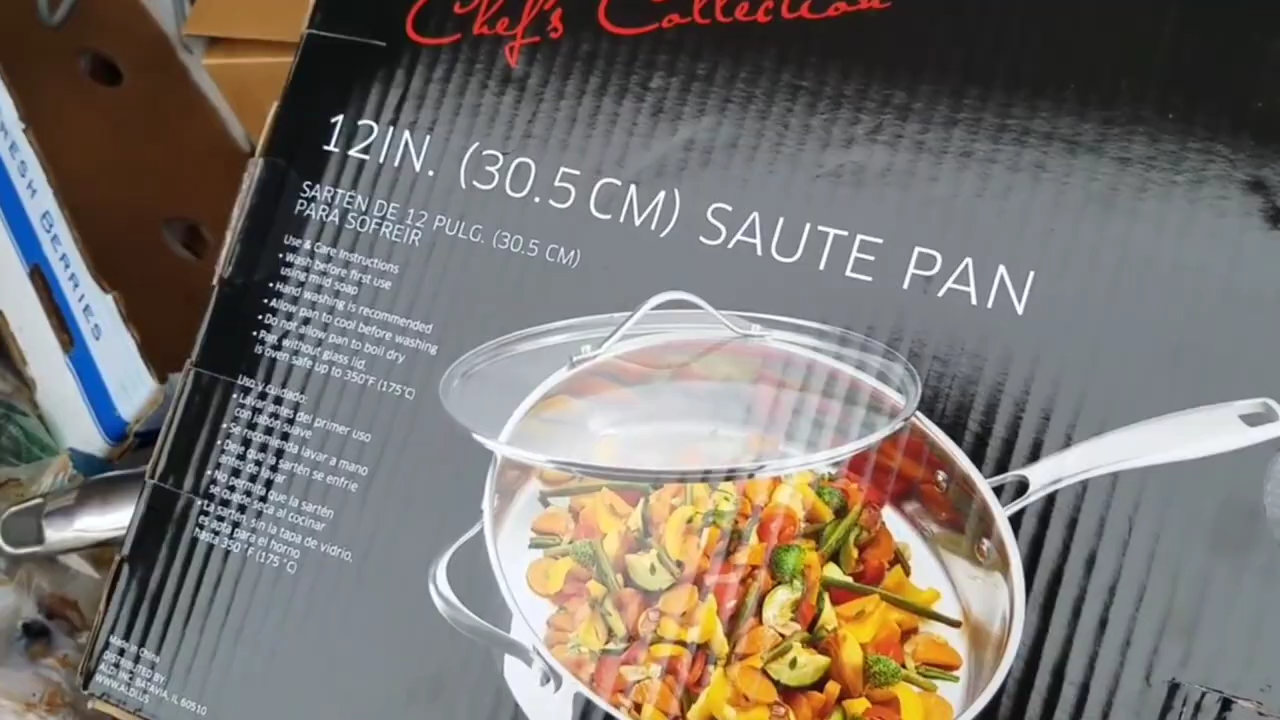 Chef's Collection
12IN. (30.5 CM) SAUTE PAN
SARTÉN DE 12 PULG. (30.5 CM)
PARA SOFREÍR
Use & Care Instructions
• Wash before first use
using mild soap
• Hand washing is recommended
• Allow pan to cool before washing
• Do not allow pan to boil dry
• Pan, without glass lid,
is oven safe up to 350°F (175°C)
Uso y cuidado:
• Lavar antes del primer uso
con jabón suave
• Se recomienda lavar a mano
• Deje que la sartén se enfríe
antes de lavar
• No permita que la sartén
se quede seca al cocinar
• La sartén, sin la tapa de vidrio,
es apta para el horno
hasta 350 °F (175 °C)
Made in China
DISTRIBUTED BY:
ALDI INC. BATAVIA, IL 60510
WWW.ALDI.US
BERRIES